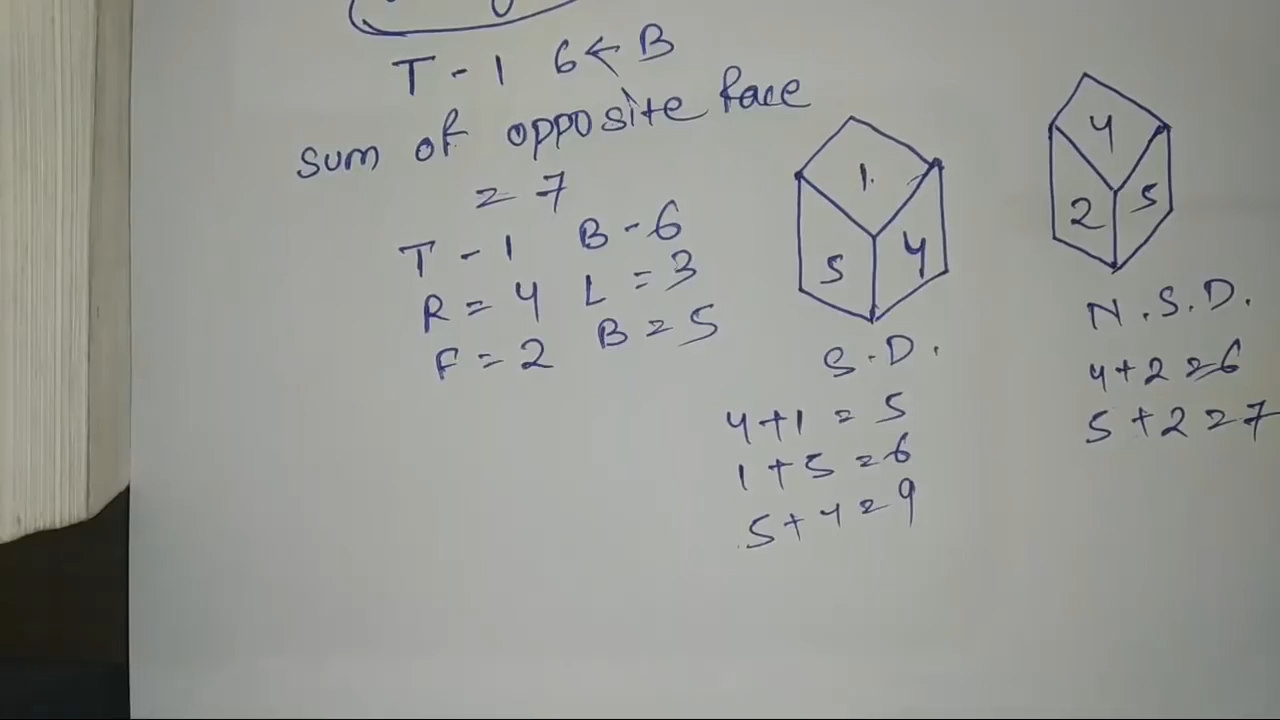 T - 1 6 ← B
sum of opposite face
= 7
T - 1 B - 6
R = 4 L = 3
F = 2 B = 5
1.
5 4
S.D.
4+1 = 5
1+5 = 6
5+4 = 9
4
2 5
N.S.D.
4+2 = 6
5+2 = 7